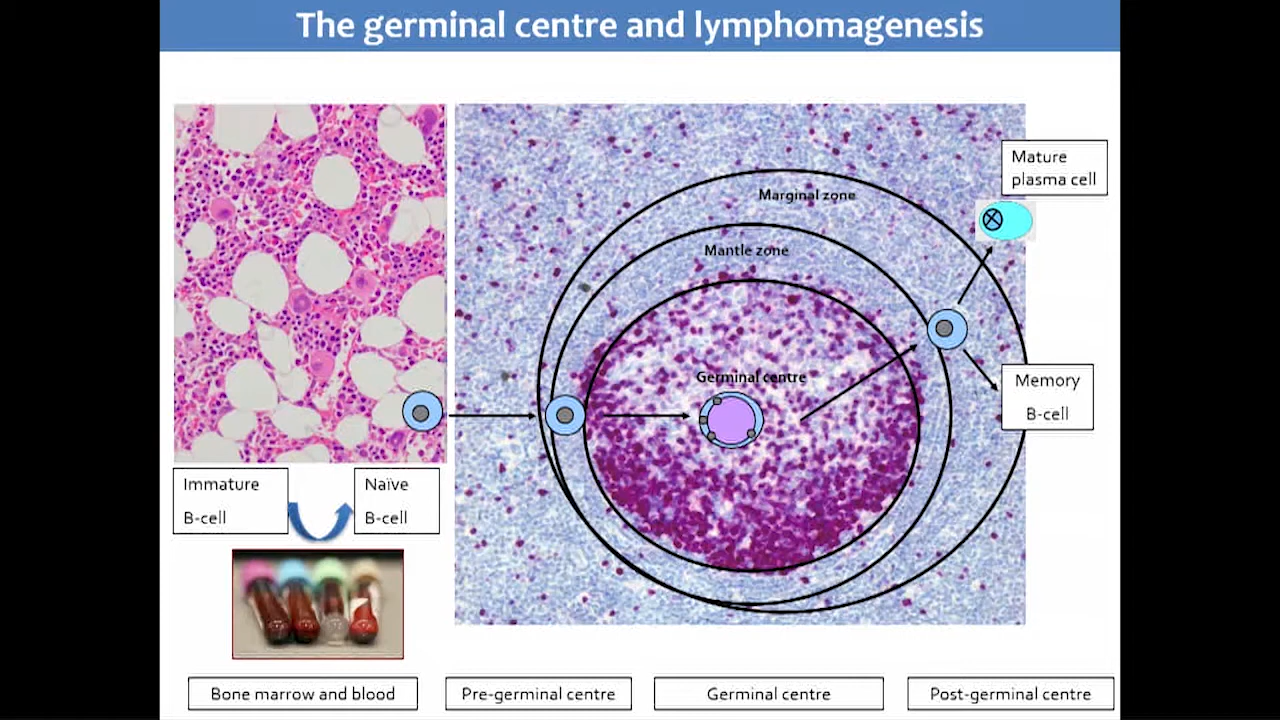 The germinal centre and lymphomagenesis
Mature
plasma cell
Marginal zone
Mantle zone
Germinal centre
Memory
B-cell
Immature
B-cell
Naïve
B-cell
Bone marrow and blood
Pre-germinal centre
Germinal centre
Post-germinal centre